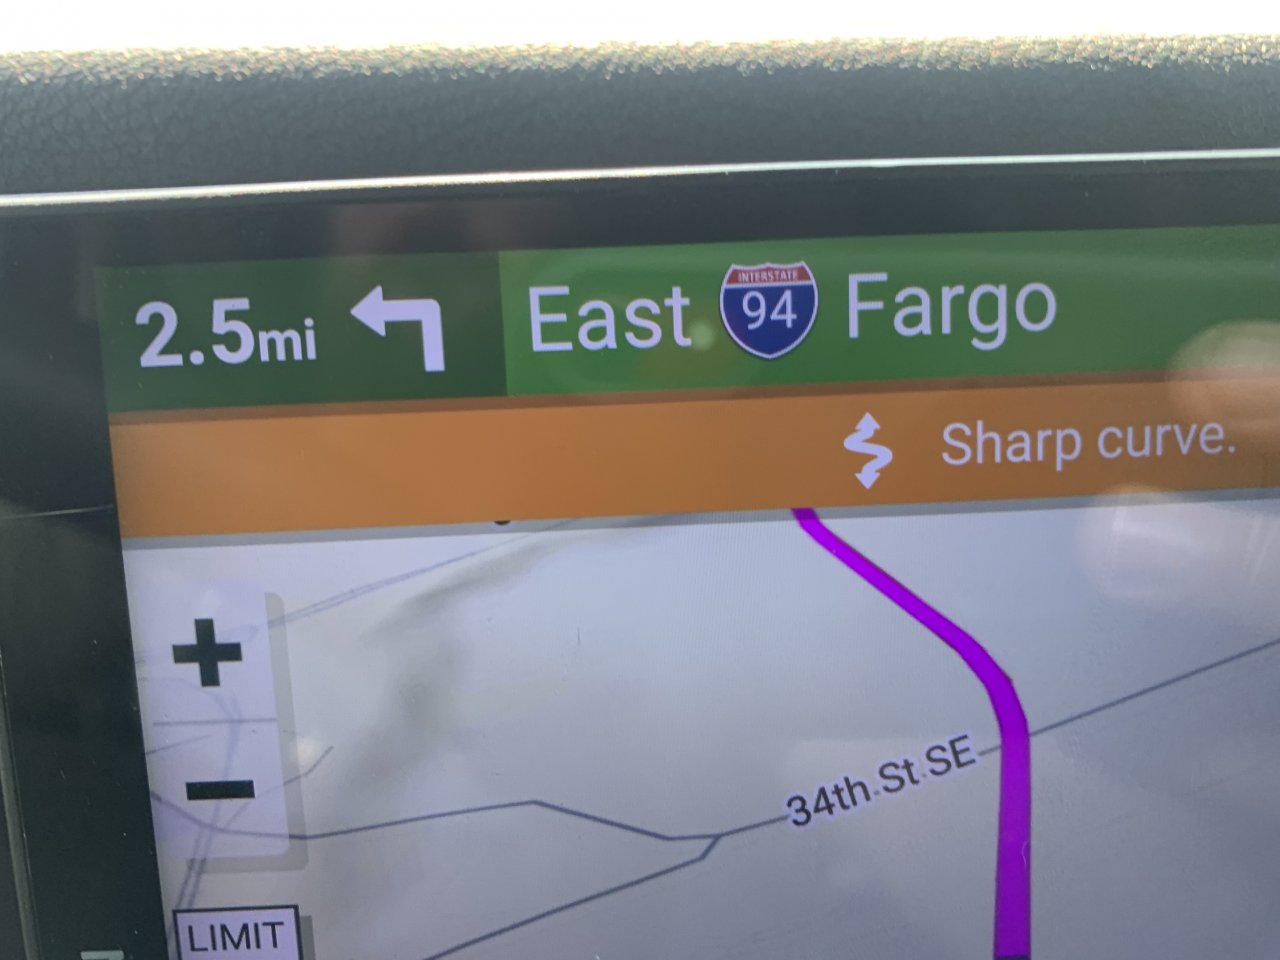 2.5mi East INTERSTATE 94 Fargo
Sharp curve.
34th St SE
LIMIT